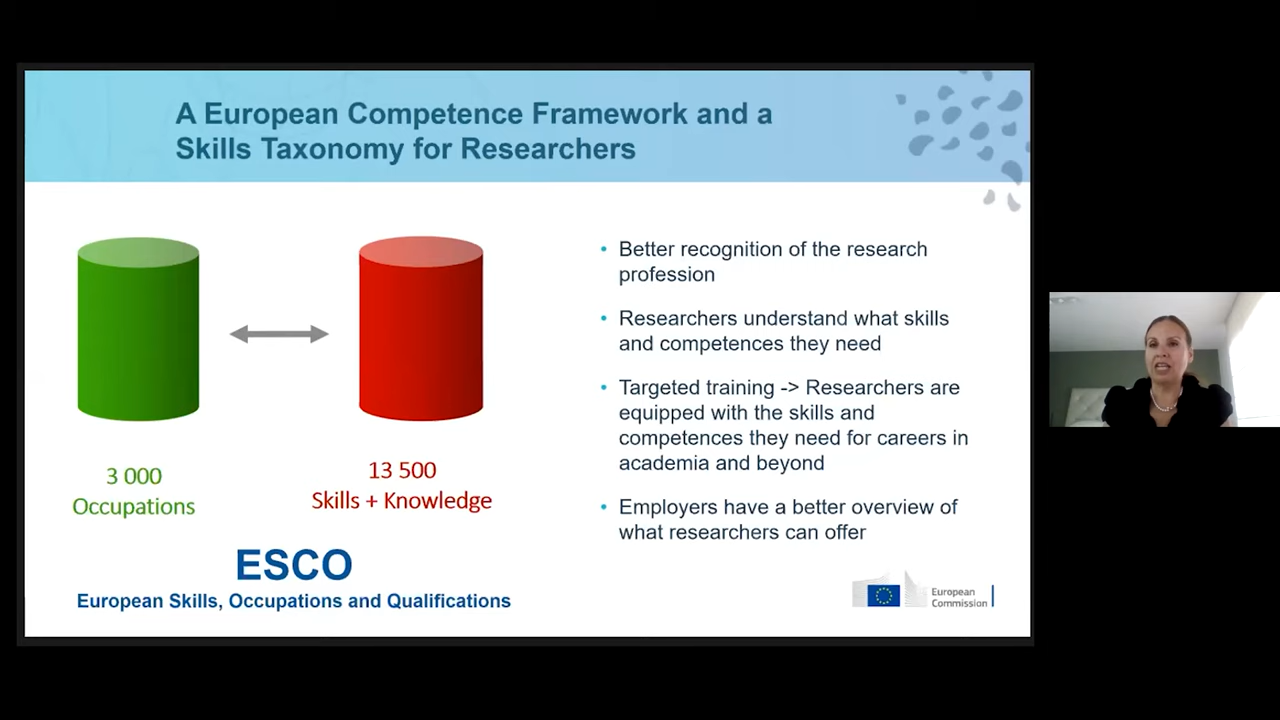 A European Competence Framework and a
Skills Taxonomy for Researchers
3 000
Occupations
13 500
Skills + Knowledge
ESCO
European Skills, Occupations and Qualifications
• Better recognition of the research
profession
• Researchers understand what skills
and competences they need
• Targeted training -> Researchers are
equipped with the skills and
competences they need for careers in
academia and beyond
• Employers have a better overview of
what researchers can offer
European
Commission